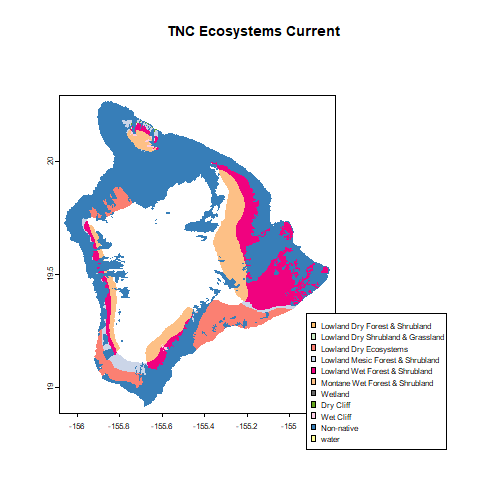 TNC Ecosystems Current
20
19.5
19
-156
-155.8
-155.6
-155.4
-155.2
-155
Lowland Dry Forest & Shrubland
Lowland Dry Shrubland & Grassland
Lowland Dry Ecosystems
Lowland Mesic Forest & Shrubland
Lowland Wet Forest & Shrubland
Montane Wet Forest & Shrubland
Wetland
Dry Cliff
Wet Cliff
Non-native
water